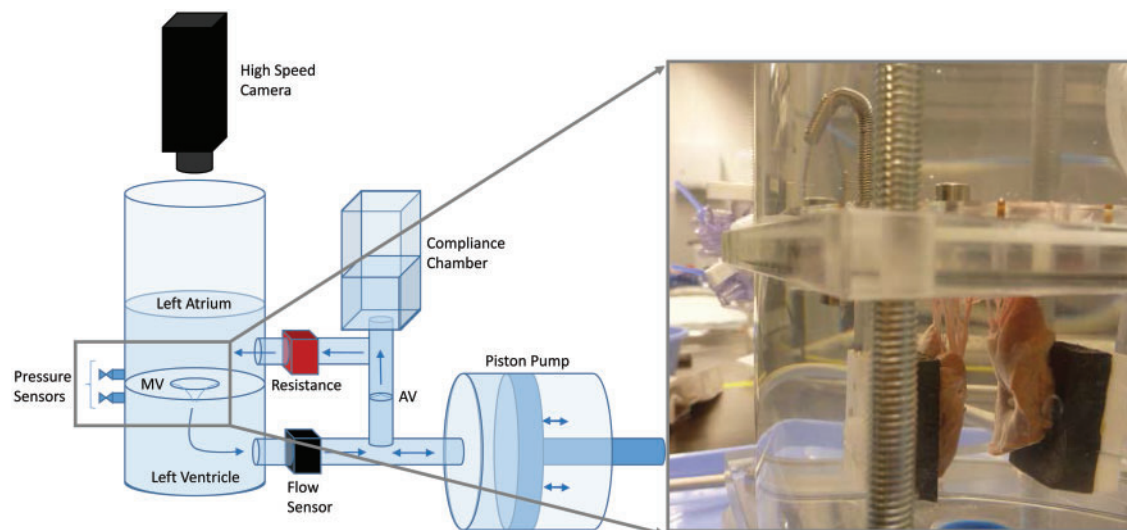 High Speed
Camera
Compliance
Chamber
Left Atrium
Piston Pump
Pressure
Sensors
MV
Resistance
AV
Left Ventricle
Flow
Sensor